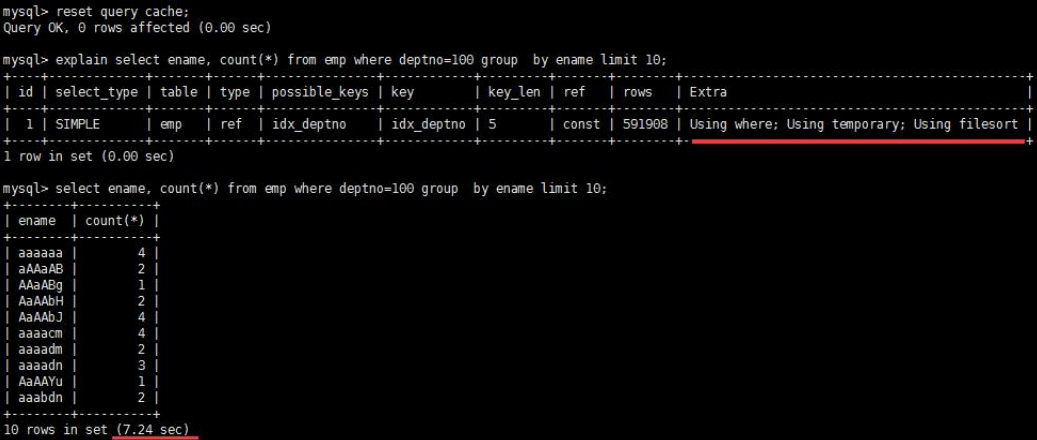 mysql> reset query cache;
Query OK, 0 rows affected (0.00 sec)
mysql> explain select ename, count(*) from emp where deptno=100 group  by ename limit 10;
+----+-------------+-------+------+---------------+------------+---------+-------+--------+----------------------------------------------+
| id | select_type | table | type | possible_keys | key        | key_len | ref   | rows   | Extra                                        |
+----+-------------+-------+------+---------------+------------+---------+-------+--------+----------------------------------------------+
|  1 | SIMPLE      | emp   | ref  | idx_deptno    | idx_deptno | 5       | const | 591908 | Using where; Using temporary; Using filesort |
+----+-------------+-------+------+---------------+------------+---------+-------+--------+----------------------------------------------+
1 row in set (0.00 sec)
mysql> select ename, count(*) from emp where deptno=100 group  by ename limit 10;
+--------+----------+
| ename  | count(*) |
+--------+----------+
| aaaaaa |        4 |
| aAAaAB |        2 |
| AAaABg |        1 |
| AaAAbH |        2 |
| AaAAbJ |        4 |
| aaaacm |        4 |
| aaaadm |        2 |
| aaaadn |        3 |
| AaAAYu |        1 |
| aaabdn |        2 |
+--------+----------+
10 rows in set (7.24 sec)